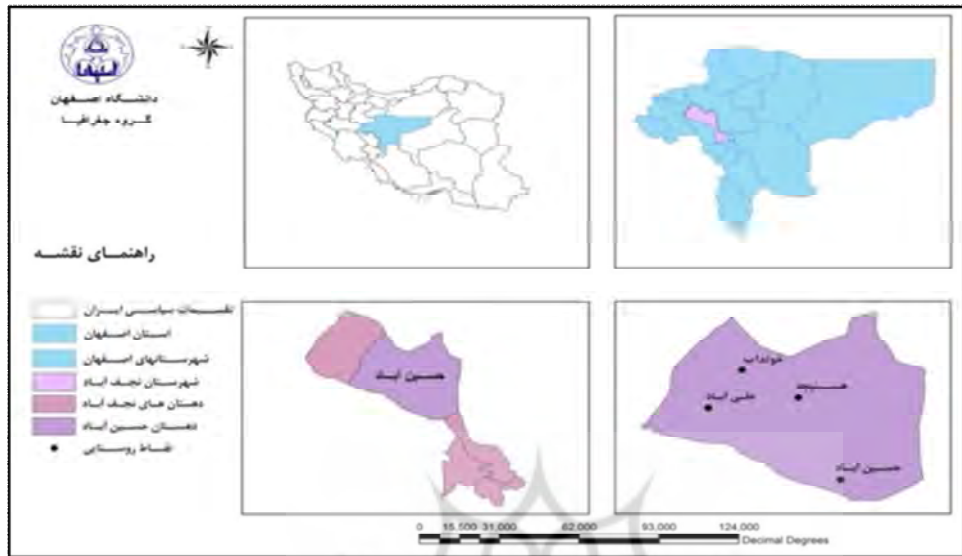 دانشگاه اصفهان
گروه جغرافیا
راهنمای نقشه
تقسیمات سیاسی ایران
استان اصفهان
شهرستانهای اصفهان
شهرستان نجف آباد
دهستان های نجف آباد
دهستان حسین آباد
نقاط روستایی
حسین آباد
خونداب
هسنیجه
علی آباد
حسین آباد
0 15,500 31,000 62,000 93,000 124,000
Decimal Degrees